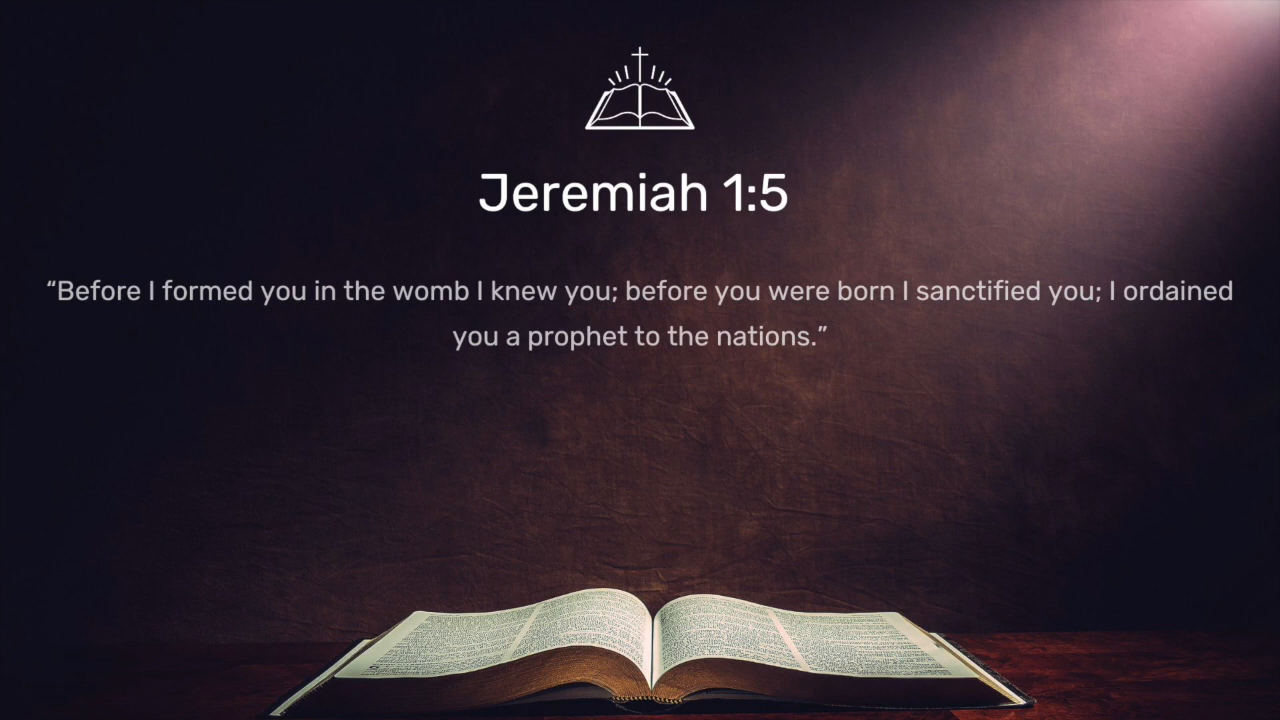 Jeremiah 1:5
“Before I formed you in the womb I knew you; before you were born I sanctified you; I ordained
you a prophet to the nations.”